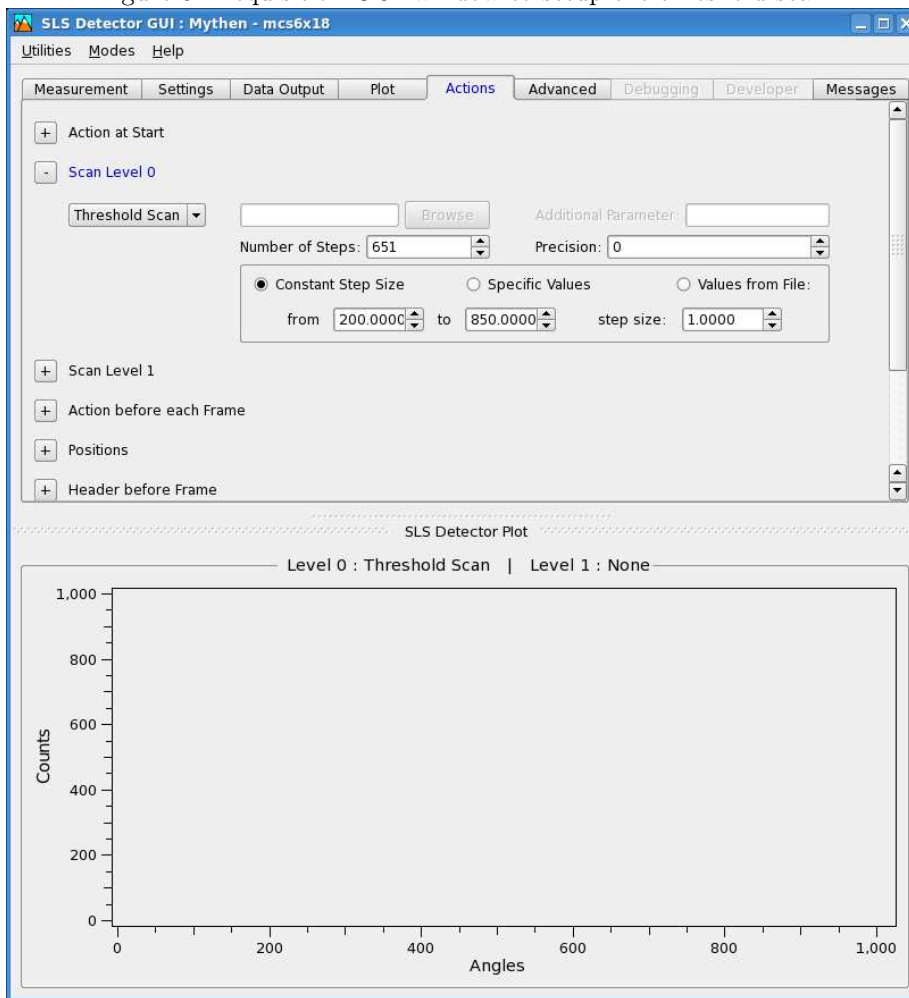 SLS Detector GUI : Mythen - mcs6x18
Utilities Modes Help
Measurement Settings Data Output Plot Actions Advanced Debugging Developer Messages
+ Action at Start
- Scan Level 0
Threshold Scan Browse Additional Parameter:
Number of Steps: 651 Precision: 0
Constant Step Size Specific Values Values from File:
from 200.0000 to 850.0000 step size: 1.0000
+ Scan Level 1
+ Action before each Frame
+ Positions
+ Header before Frame
SLS Detector Plot
Level 0 : Threshold Scan | Level 1 : None
1,000
800
600
400
200
0
Counts
0 200 400 600 800 1,000
Angles